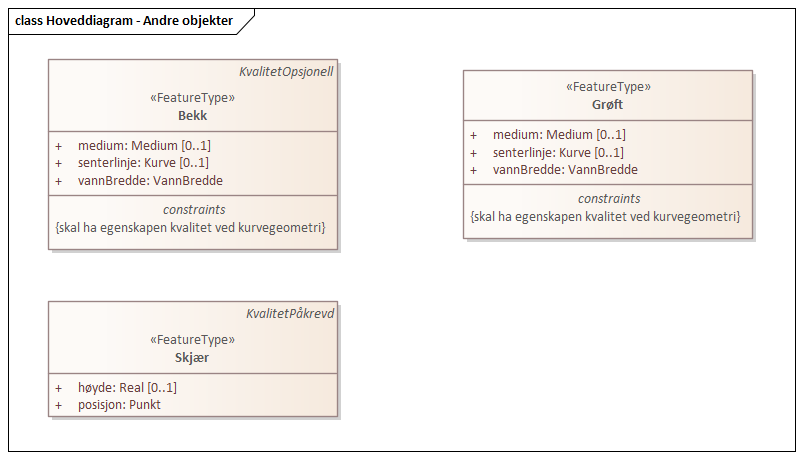 class Hoveddiagram - Andre objekter
KvalitetOpsjonell
«FeatureType»
Bekk
+ medium: Medium [0..1]
+ senterlinje: Kurve [0..1]
+ vannBredde: VannBredde
constraints
{skal ha egenskapen kvalitet ved kurvegeometri}
«FeatureType»
Grøft
+ medium: Medium [0..1]
+ senterlinje: Kurve [0..1]
+ vannBredde: VannBredde
constraints
{skal ha egenskapen kvalitet ved kurvegeometri}
KvalitetPåkrevd
«FeatureType»
Skjær
+ høyde: Real [0..1]
+ posisjon: Punkt